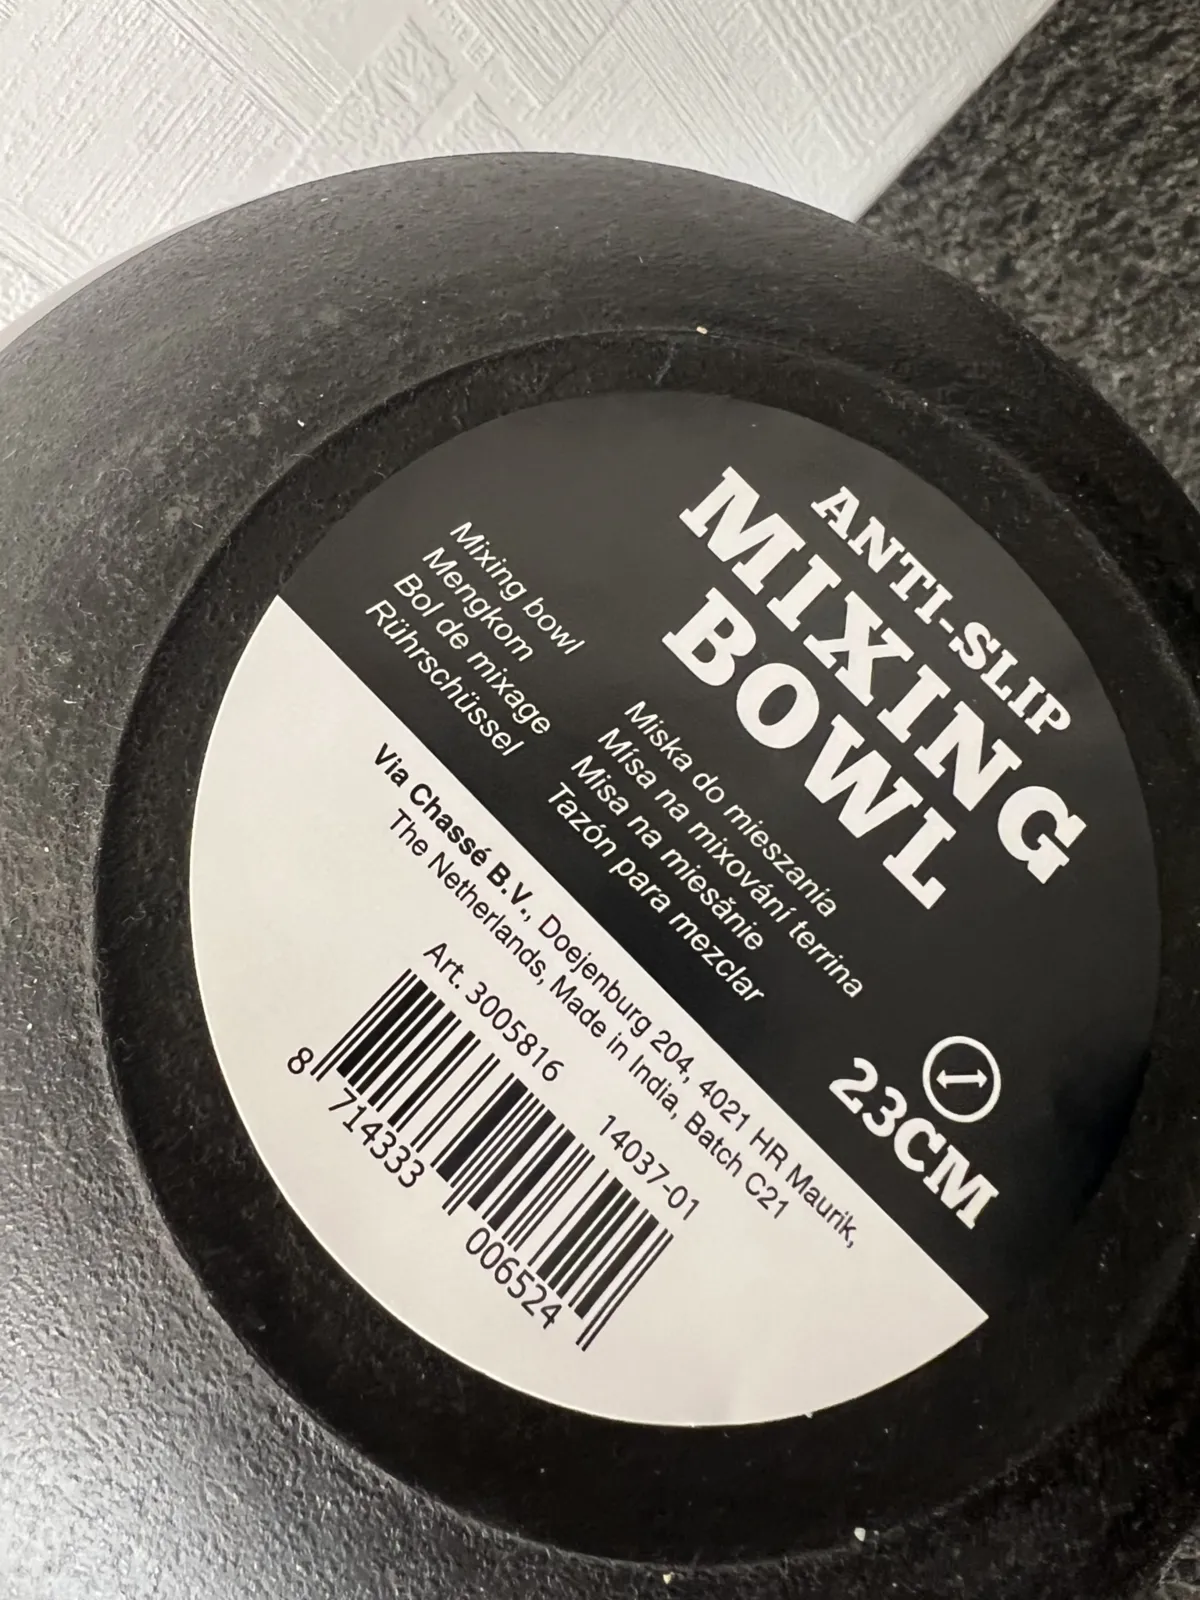 ANTI-SLIP
MIXING
BOWL
Mixing bowl
Mengkom
Bol de mixage
Rührschüssel
Miska do mieszania
Mísa na mixování terrina
Misa na miesănie
Tazón para mezclar
23CM
Via Chassé B.V., Doejenburg 204, 4021 HR Maurik,
The Netherlands, Made in India, Batch C21
Art. 3005816
14037-01
8 714333 006524